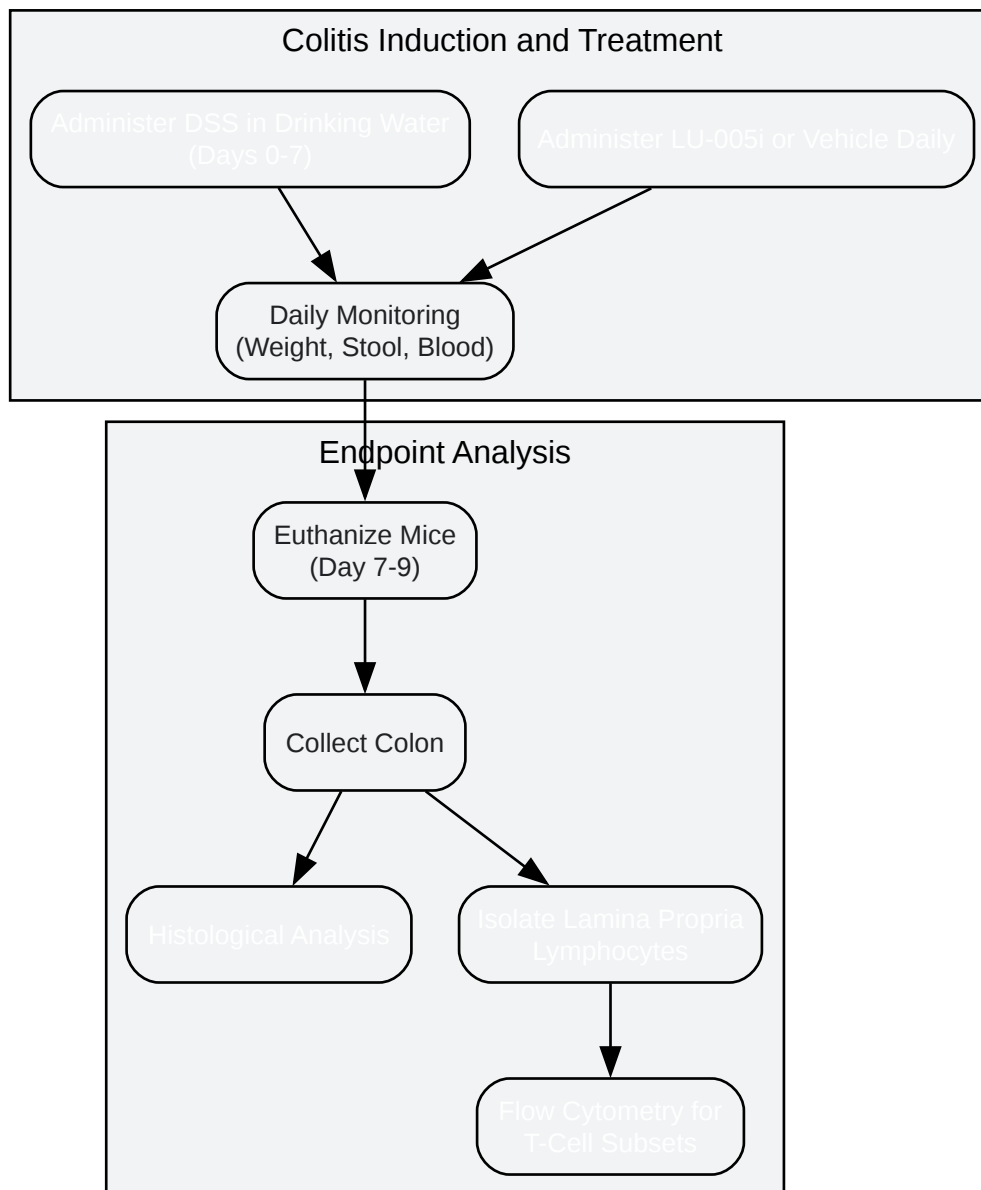 Colitis Induction and Treatment
Administer DSS in Drinking Water
(Days 0-7)
Administer LU-005i or Vehicle Daily
Daily Monitoring
(Weight, Stool, Blood)
Endpoint Analysis
Euthanize Mice
(Day 7-9)
Collect Colon
Histological Analysis
Isolate Lamina Propria
Lymphocytes
Flow Cytometry for
T-Cell Subsets